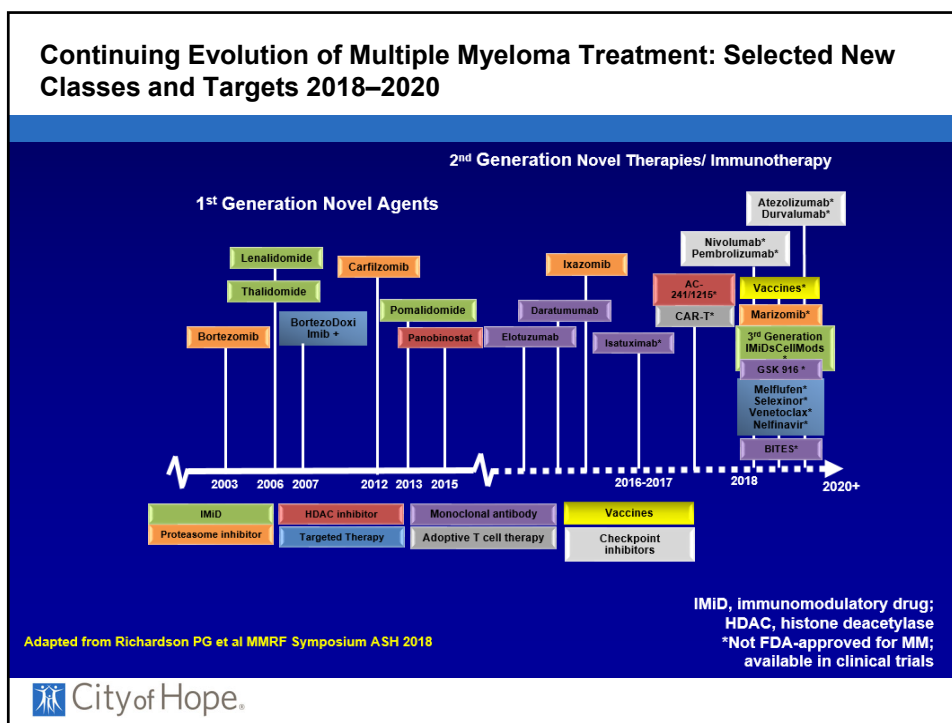 Continuing Evolution of Multiple Myeloma Treatment: Selected New
Classes and Targets 2018–2020
2nd Generation Novel Therapies/ Immunotherapy
1st Generation Novel Agents
Atezolizumab*
Durvalumab*
Nivolumab*
Pembrolizumab*
Lenalidomide
Carfilzomib
Ixazomib
AC-
241/1215*
Vaccines*
Thalidomide
Pomalidomide
Daratumumab
CAR-T*
Marizomib*
BortezoDoxi
Imib +
Bortezomib
Panobinostat
Elotuzumab
Isatuximab*
3rd Generation
IMiDsCellMods
*
GSK 916 *
Melflufen*
Selexinor*
Venetoclax*
Nelfinavir*
BITES*
2003
2006
2007
2012
2013
2015
2016-2017
2018
2020+
IMiD
HDAC inhibitor
Monoclonal antibody
Vaccines
Proteasome inhibitor
Targeted Therapy
Adoptive T cell therapy
Checkpoint
inhibitors
IMiD, immunomodulatory drug;
HDAC, histone deacetylase
*Not FDA-approved for MM;
available in clinical trials
Adapted from Richardson PG et al MMRF Symposium ASH 2018
City of Hope®